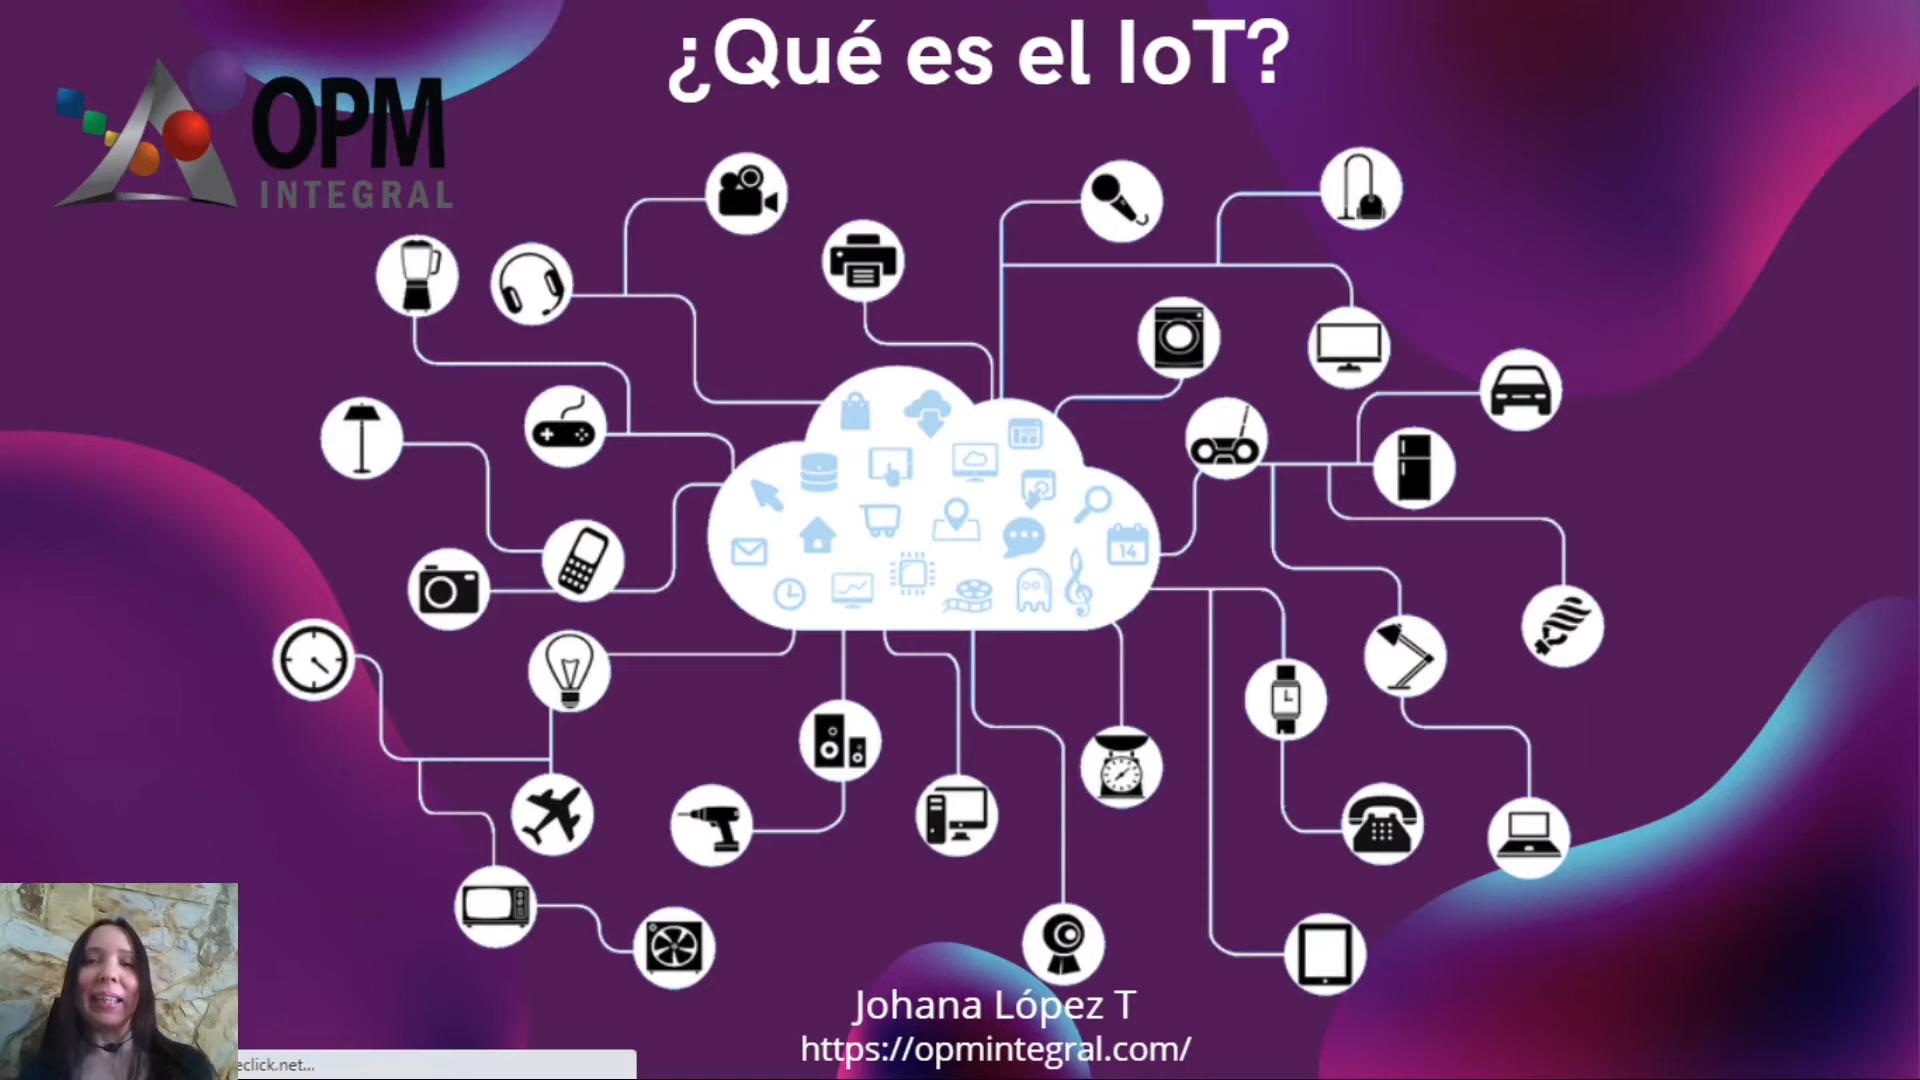 ¿Qué es el IoT?
OPM
INTEGRAL
14
Johana López T
https://opmintegral.com/
eclick.net...